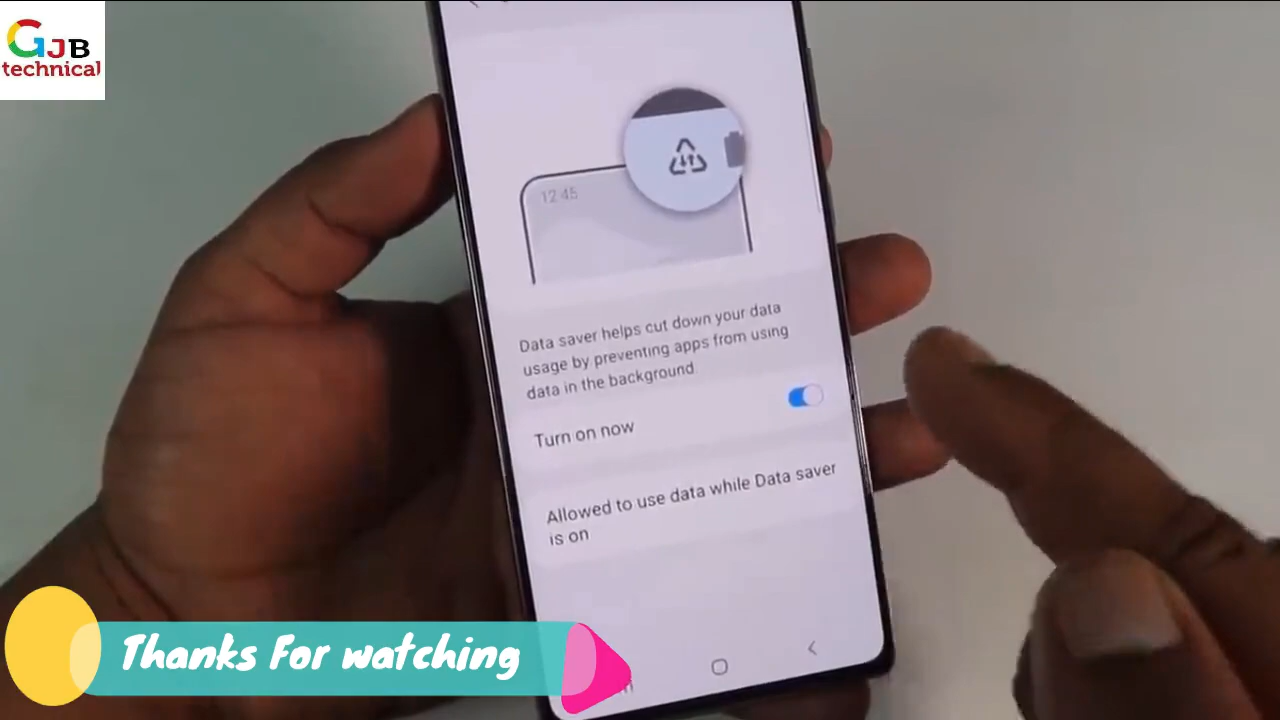 GJB
technical
12:45
Data saver helps cut down your data
usage by preventing apps from using
data in the background.
Turn on now
Allowed to use data while Data saver
is on
Thanks For watching